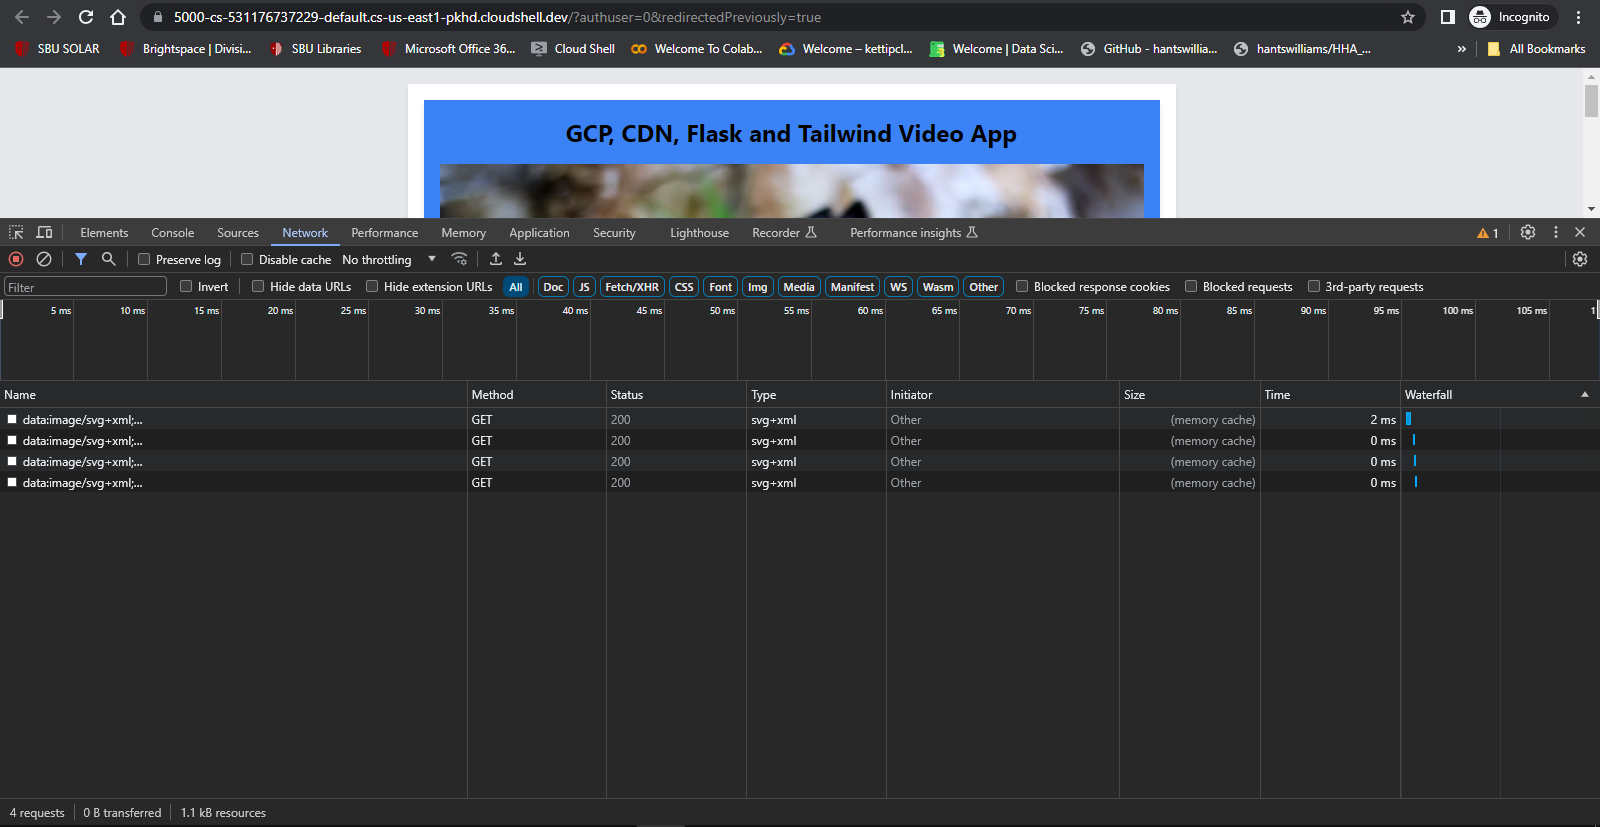 5000-cs-531176737229-default.cs-us-east1-pkhd.cloudshell.dev/?authuser=0&redirectedPreviously=true Incognito
SBU SOLAR Brightspace | Divisi... SBU Libraries Microsoft Office 36... Cloud Shell Welcome To Colab... Welcome – kettipcl... Welcome | Data Sci... GitHub - hantswillia... hantswilliams/HHA_... » All Bookmarks
GCP, CDN, Flask and Tailwind Video App
Elements Console Sources Network Performance Memory Application Security Lighthouse Recorder Performance insights 1
Preserve log Disable cache No throttling
Filter Invert Hide data URLs Hide extension URLs All Doc JS Fetch/XHR CSS Font Img Media Manifest WS Wasm Other Blocked response cookies Blocked requests 3rd-party requests
5 ms 10 ms 15 ms 20 ms 25 ms 30 ms 35 ms 40 ms 45 ms 50 ms 55 ms 60 ms 65 ms 70 ms 75 ms 80 ms 85 ms 90 ms 95 ms 100 ms 105 ms 1
Name Method Status Type Initiator Size Time Waterfall
data:image/svg+xml;... GET 200 svg+xml Other (memory cache) 2 ms
data:image/svg+xml;... GET 200 svg+xml Other (memory cache) 0 ms
data:image/svg+xml;... GET 200 svg+xml Other (memory cache) 0 ms
data:image/svg+xml;... GET 200 svg+xml Other (memory cache) 0 ms
4 requests 0 B transferred 1.1 kB resources